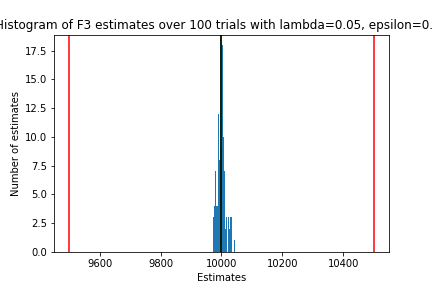 Histogram of F3 estimates over 100 trials with lambda=0.05, epsilon=0.
17.5
15.0
12.5
10.0
7.5
5.0
2.5
0.0
Number of estimates
9600 9800 10000 10200 10400
Estimates